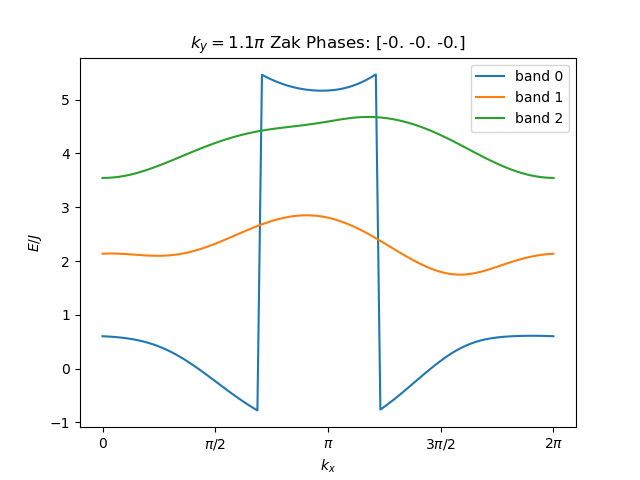 k_y = 1.1π Zak Phases: [-0. -0. -0.]
band 0
band 1
band 2
E/J
5
4
3
2
1
0
−1
0
π/2
π
3π/2
2π
k_x